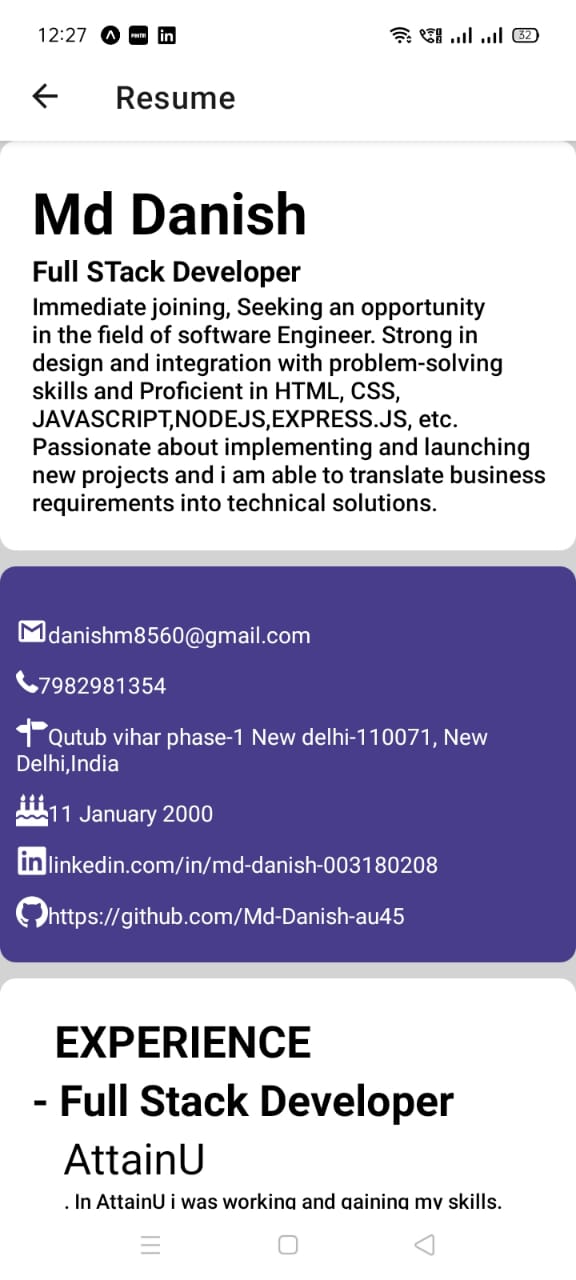 12:27
32
Resume
Md Danish
Full STack Developer
Immediate joining, Seeking an opportunity
in the field of software Engineer. Strong in
design and integration with problem-solving
skills and Proficient in HTML, CSS,
JAVASCRIPT,NODEJS,EXPRESS.JS, etc.
Passionate about implementing and launching
new projects and i am able to translate business
requirements into technical solutions.
danishm8560@gmail.com
7982981354
Qutub vihar phase-1 New delhi-110071, New
Delhi,India
11 January 2000
linkedin.com/in/md-danish-003180208
https://github.com/Md-Danish-au45
EXPERIENCE
- Full Stack Developer
AttainU
. In AttainU i was working and gaining my skills.